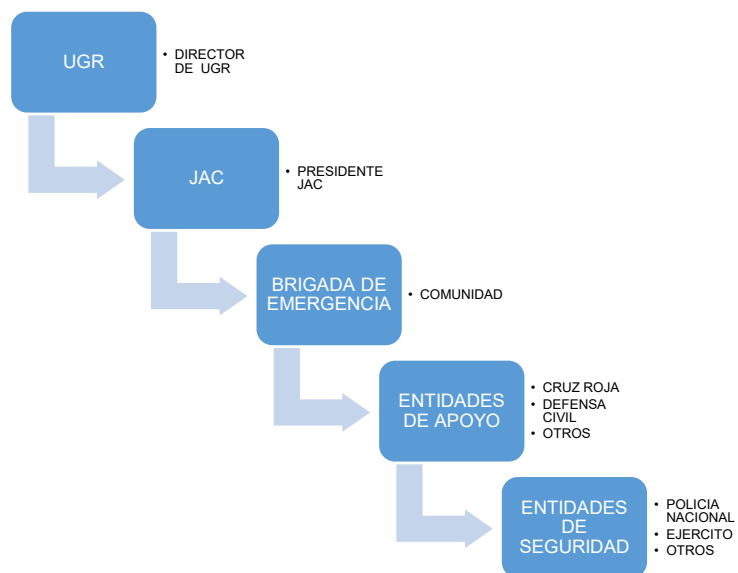 UGR
• DIRECTOR
DE UGR
JAC
• PRESIDENTE
JAC
BRIGADA DE
EMERGENCIA
• COMUNIDAD
ENTIDADES
DE APOYO
• CRUZ ROJA
• DEFENSA
CIVIL
• OTROS
ENTIDADES
DE
SEGURIDAD
• POLICIA
NACIONAL
• EJERCITO
• OTROS